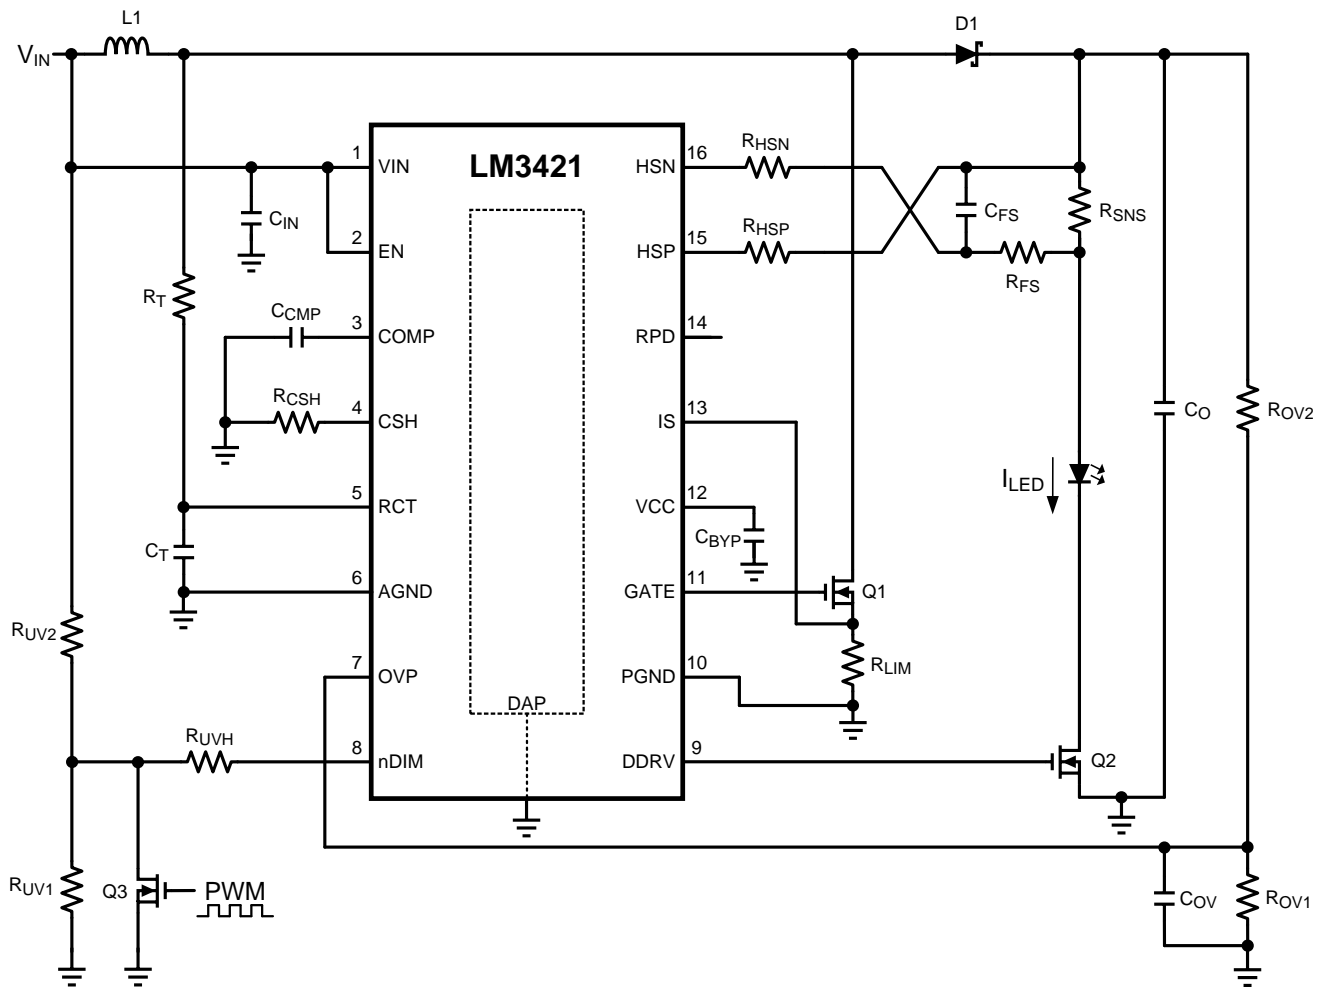 L1
D1
VIN
LM3421
1
VIN
HSN
16
RHSN
CIN
CFS
RSNS
2
EN
HSP
15
RHSP
RFS
RT
CCMP
3
COMP
RPD
14
RCSH
4
CSH
IS
13
CO
ROV2
ILED
5
RCT
VCC
12
CBYP
CT
6
AGND
GATE
11
Q1
RUV2
7
OVP
PGND
10
RLIM
DAP
RUVH
8
nDIM
DDRV
9
Q2
RUV1
Q3
PWM
COV
ROV1